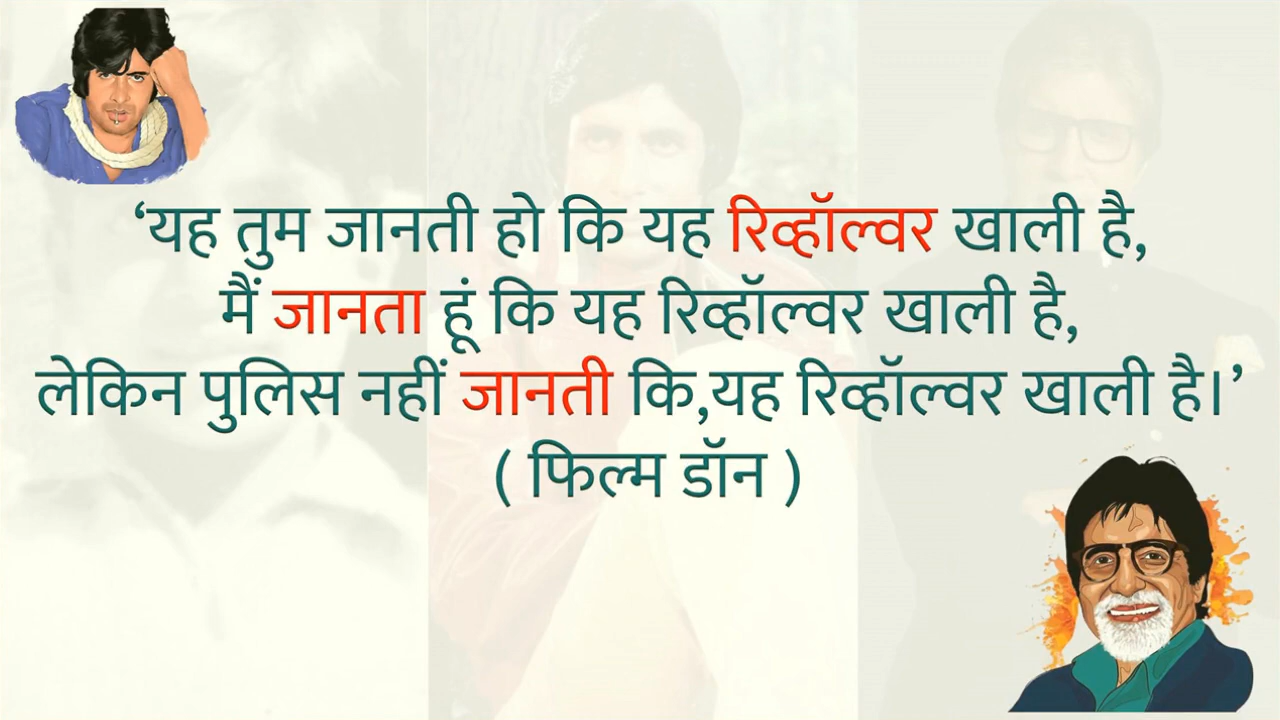 ‘यह तुम जानती हो कि यह रिव्हॉल्वर खाली है,
मैं जानता हूं कि यह रिव्हॉल्वर खाली है,
लेकिन पुलिस नहीं जानती कि,यह रिव्हॉल्वर खाली है।’
( फिल्म डॉन )